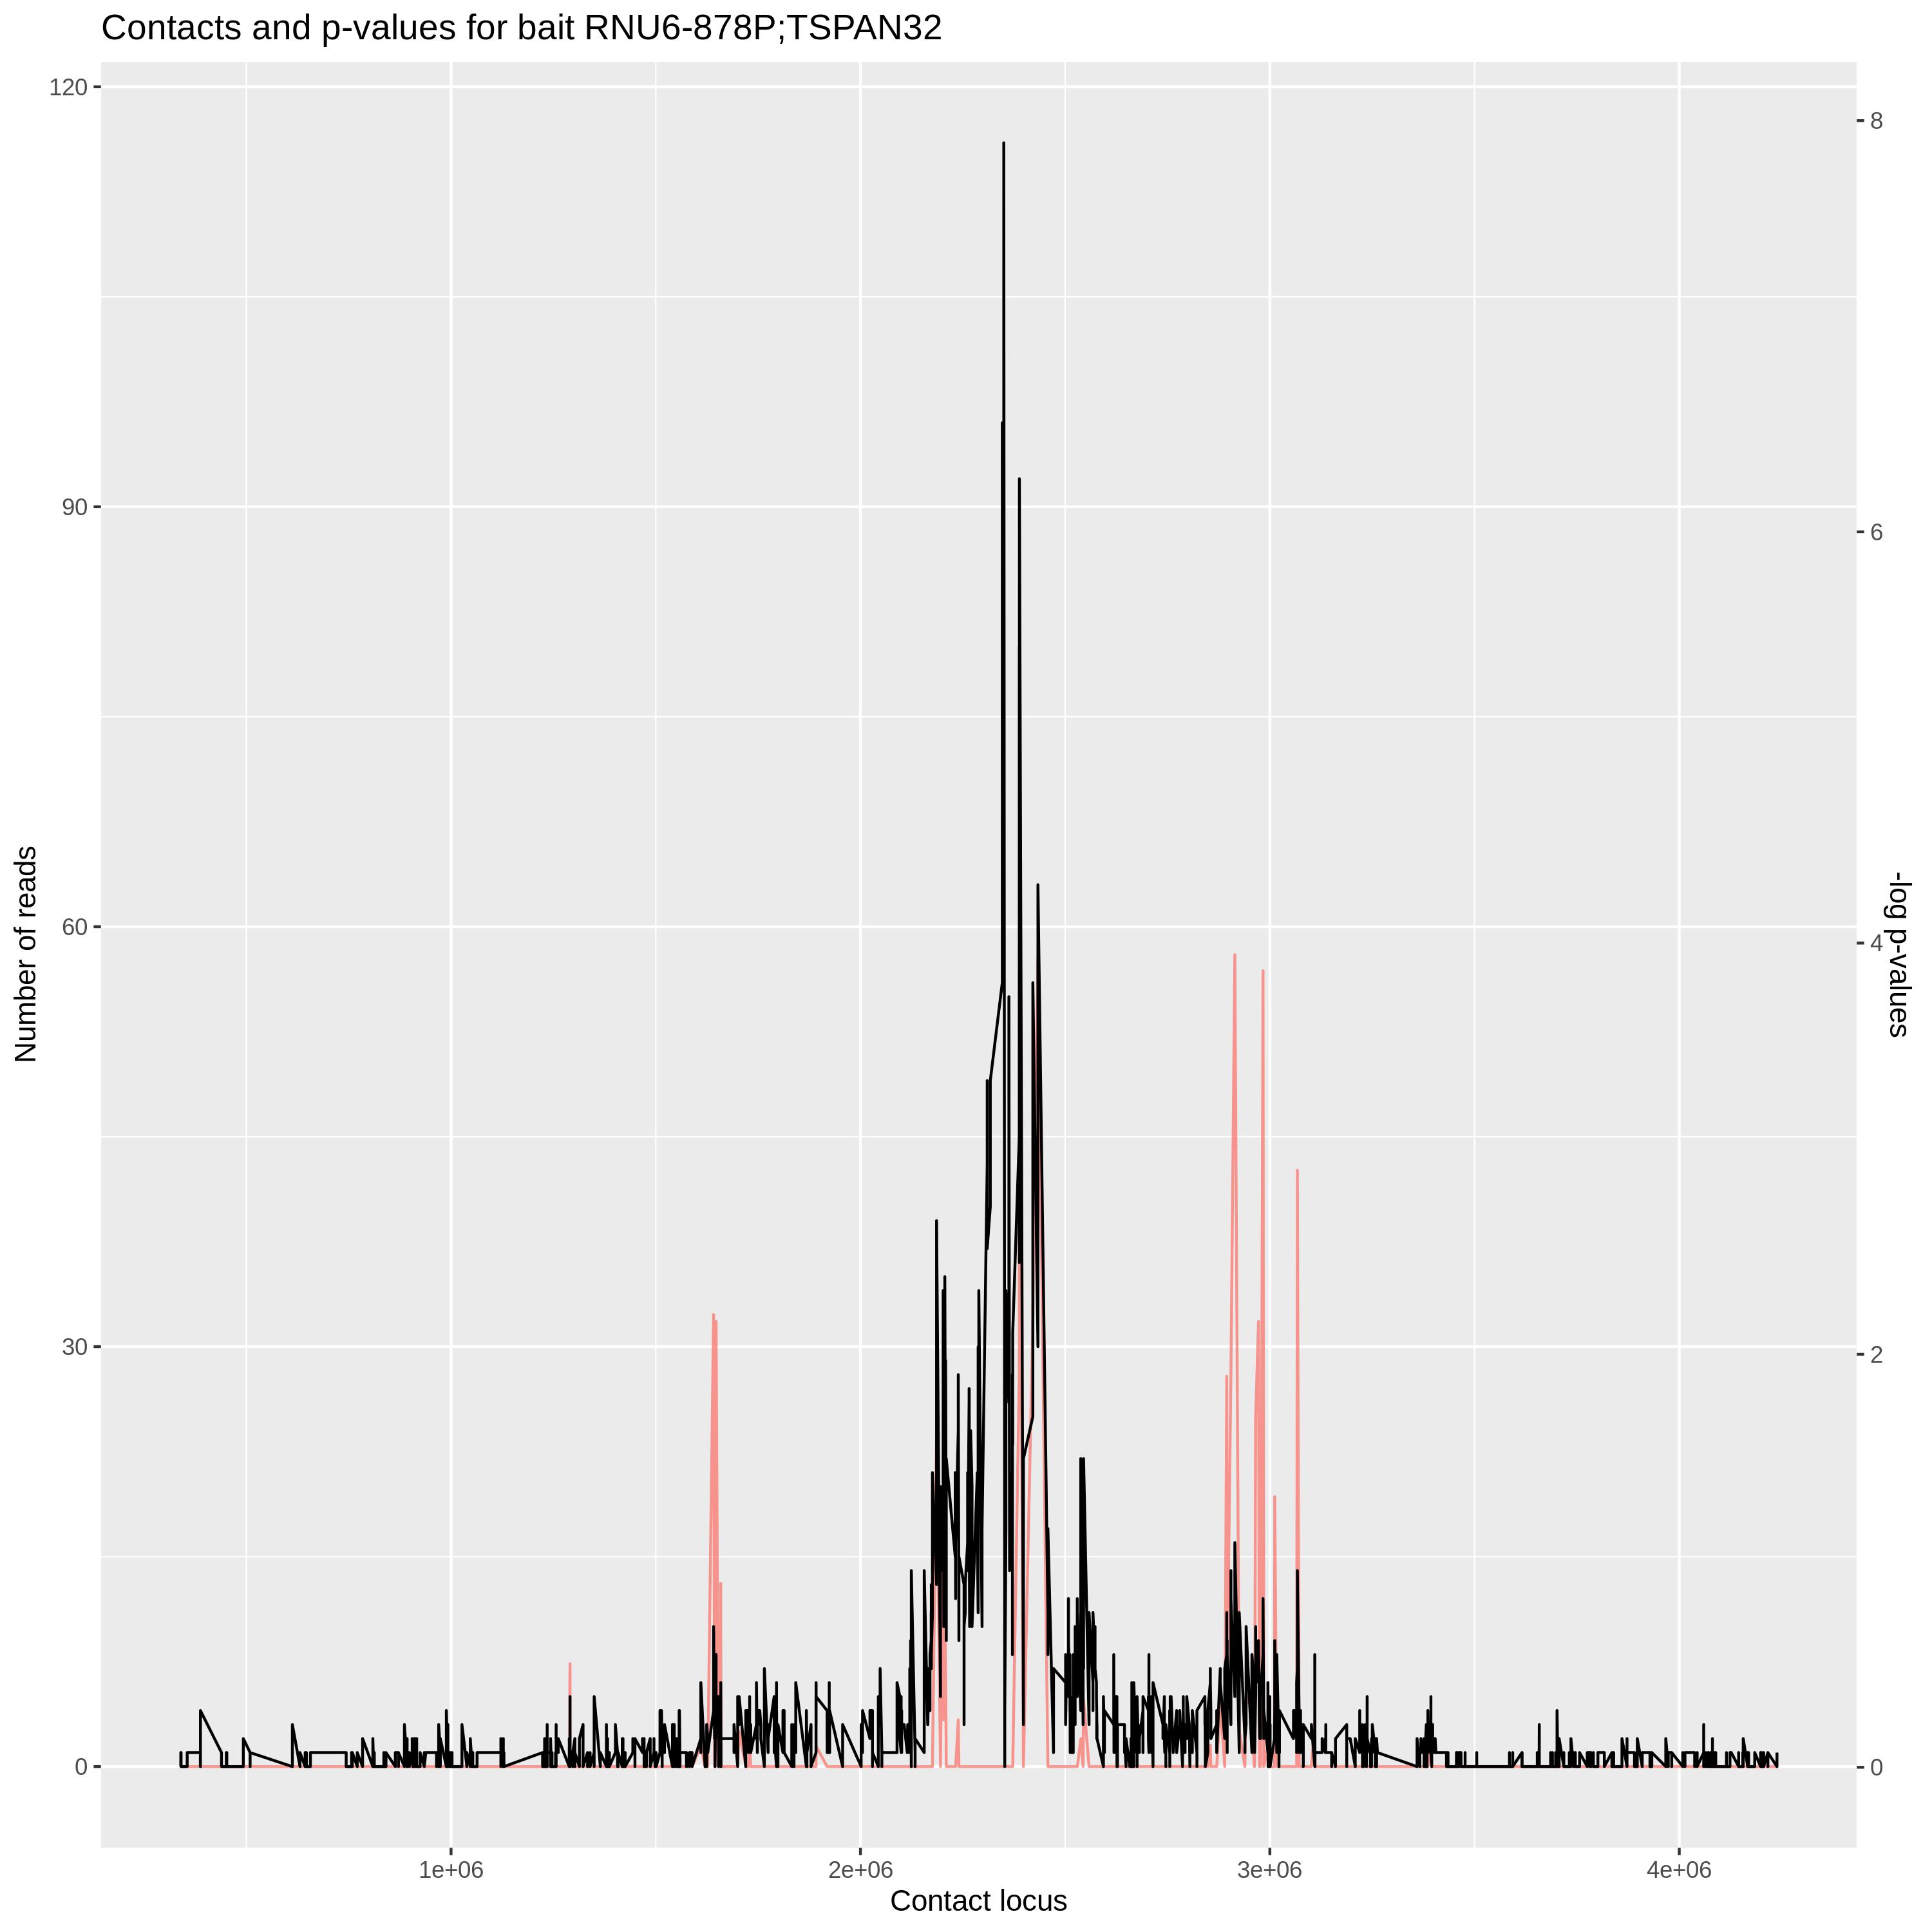 Contacts and p-values for bait RNU6-878P;TSPAN32
120
90
60
30
0
Number of reads
8
6
4
2
0
-log p-values
1e+06
2e+06
3e+06
4e+06
Contact locus